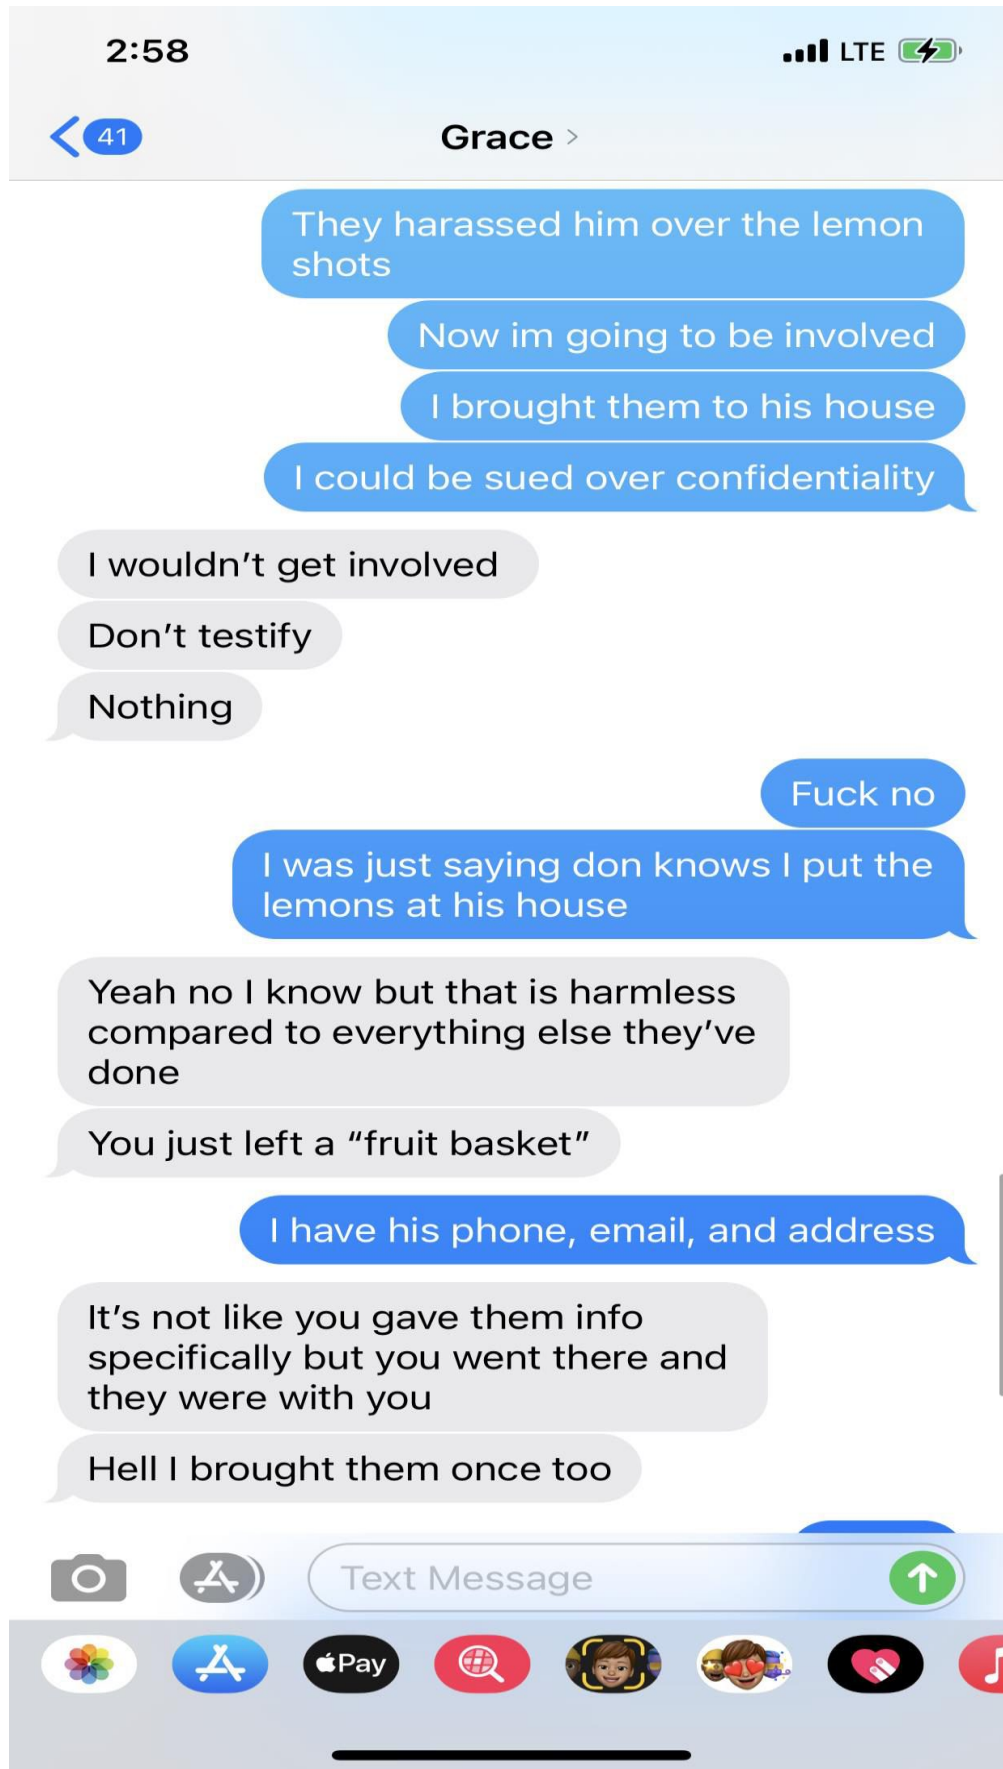 2:58
LTE
41
Grace >
They harassed him over the lemon
shots
Now im going to be involved
I brought them to his house
I could be sued over confidentiality
I wouldn’t get involved
Don’t testify
Nothing
Fuck no
I was just saying don knows I put the
lemons at his house
Yeah no I know but that is harmless
compared to everything else they’ve
done
You just left a “fruit basket”
I have his phone, email, and address
It’s not like you gave them info
specifically but you went there and
they were with you
Hell I brought them once too
Text Message
Pay